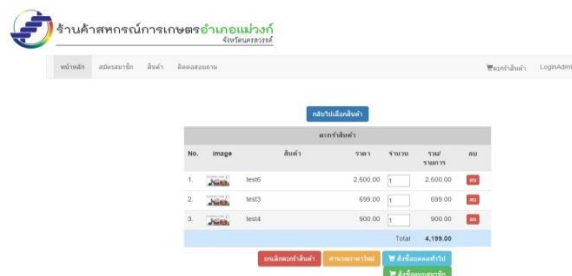 ร้านค้าสหกรณ์การเกษตรอำเภอแม่วงก์
จังหวัดนครสวรรค์
หน้าหลัก สมัครสมาชิก สินค้า ติดต่อสอบถาม ตะกร้าสินค้า LoginAdmi
กลับไปเลือกสินค้า
ตะกร้าสินค้า
No. Image สินค้า ราคา จำนวน รวม/
รายการ ลบ
1. test6 2,600.00 1 2,600.00 ลบ
2. test3 699.00 1 699.00 ลบ
3. test4 900.00 1 900.00 ลบ
Total 4,199.00
ยกเลิกตะกร้าสินค้า คำนวณราคาใหม่ สั่งซื้อบุคคลทั่วไป
สั่งซื้อแบบสมาชิก